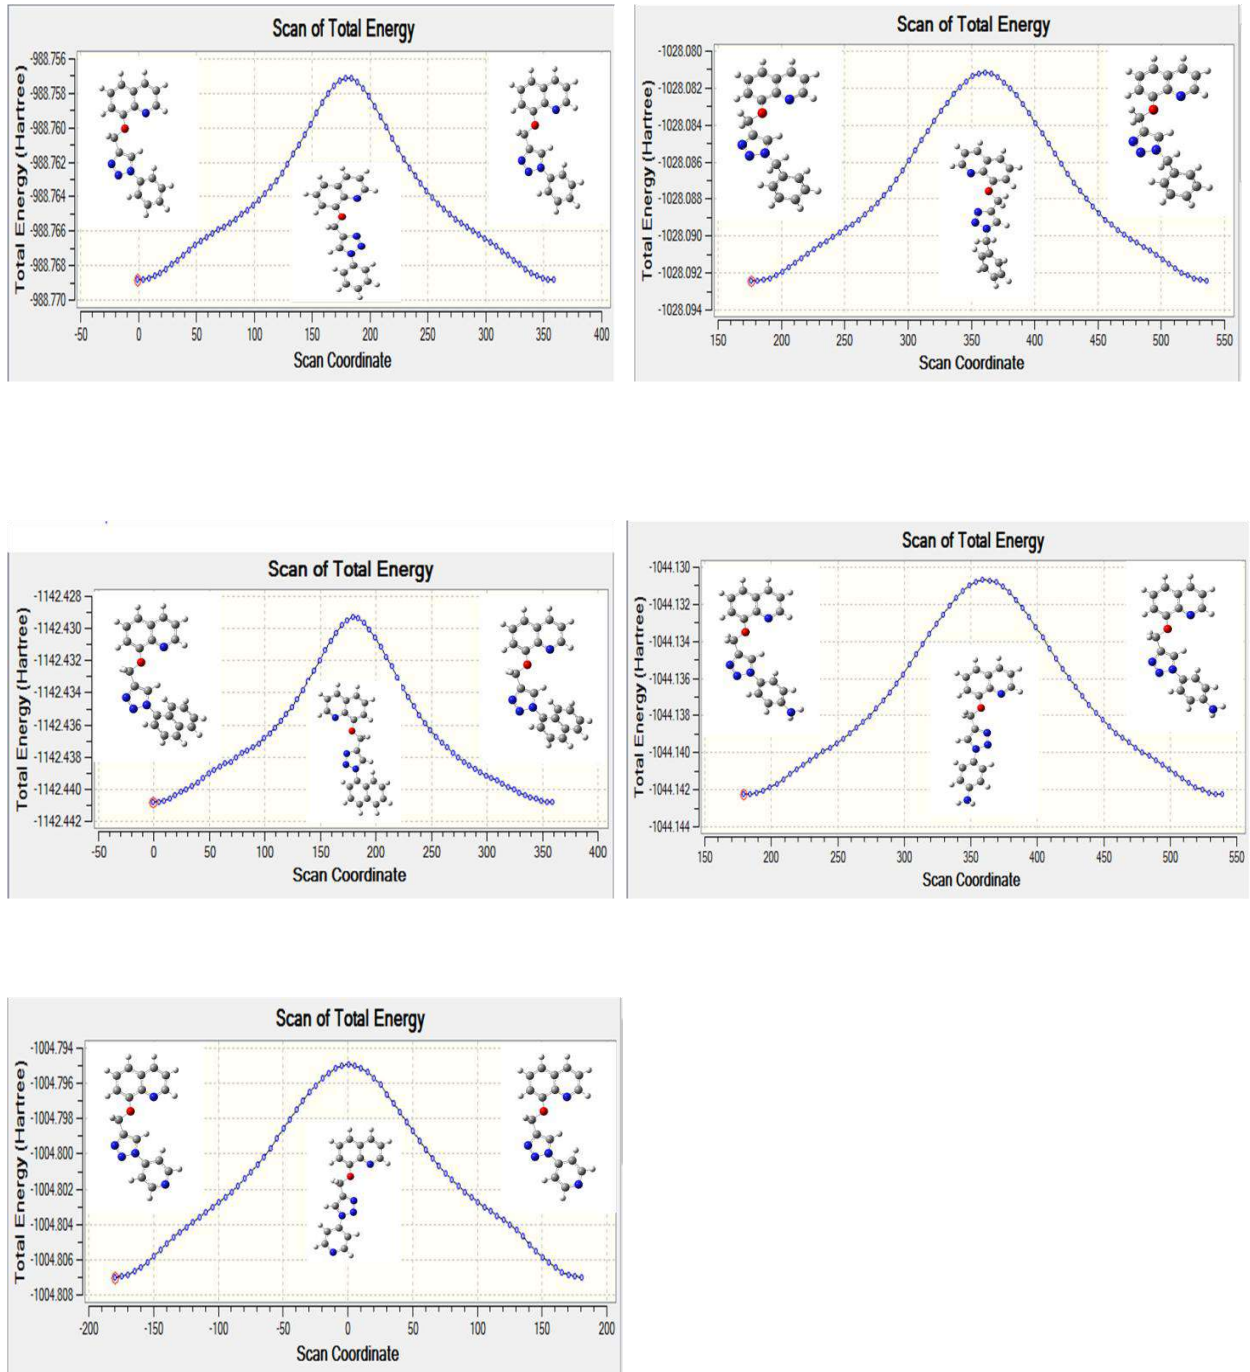 Scan of Total Energy
Total Energy (Hartree)
-988.756
-988.758
-988.760
-988.762
-988.764
-988.766
-988.768
-988.770
-50 0 50 100 150 200 250 300 350 400
Scan Coordinate
Scan of Total Energy
Total Energy (Hartree)
-1028.080
-1028.082
-1028.084
-1028.086
-1028.088
-1028.090
-1028.092
-1028.094
150 200 250 300 350 400 450 500 550
Scan Coordinate
Scan of Total Energy
Total Energy (Hartree)
-1142.428
-1142.430
-1142.432
-1142.434
-1142.436
-1142.438
-1142.440
-1142.442
-50 0 50 100 150 200 250 300 350 400
Scan Coordinate
Scan of Total Energy
Total Energy (Hartree)
-1044.130
-1044.132
-1044.134
-1044.136
-1044.138
-1044.140
-1044.142
-1044.144
150 200 250 300 350 400 450 500 550
Scan Coordinate
Scan of Total Energy
Total Energy (Hartree)
-1004.794
-1004.796
-1004.798
-1004.800
-1004.802
-1004.804
-1004.806
-1004.808
-200 -150 -100 -50 0 50 100 150 200
Scan Coordinate